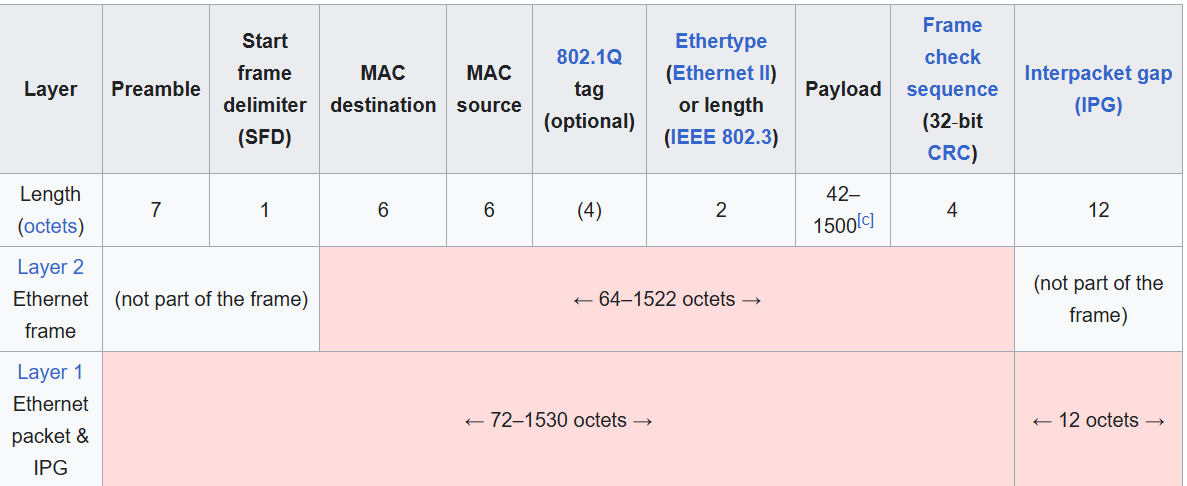 Layer
Preamble
Start
frame
delimiter
(SFD)
MAC
destination
MAC
source
802.1Q
tag
(optional)
Ethertype
(Ethernet II)
or length
(IEEE 802.3)
Payload
Frame
check
sequence
(32-bit
CRC)
Interpacket gap
(IPG)
Length
(octets)
7
1
6
6
(4)
2
42–
1500[c]
4
12
Layer 2
Ethernet
frame
(not part of the frame)
← 64–1522 octets →
(not part of the
frame)
Layer 1
Ethernet
packet &
IPG
← 72–1530 octets →
← 12 octets →